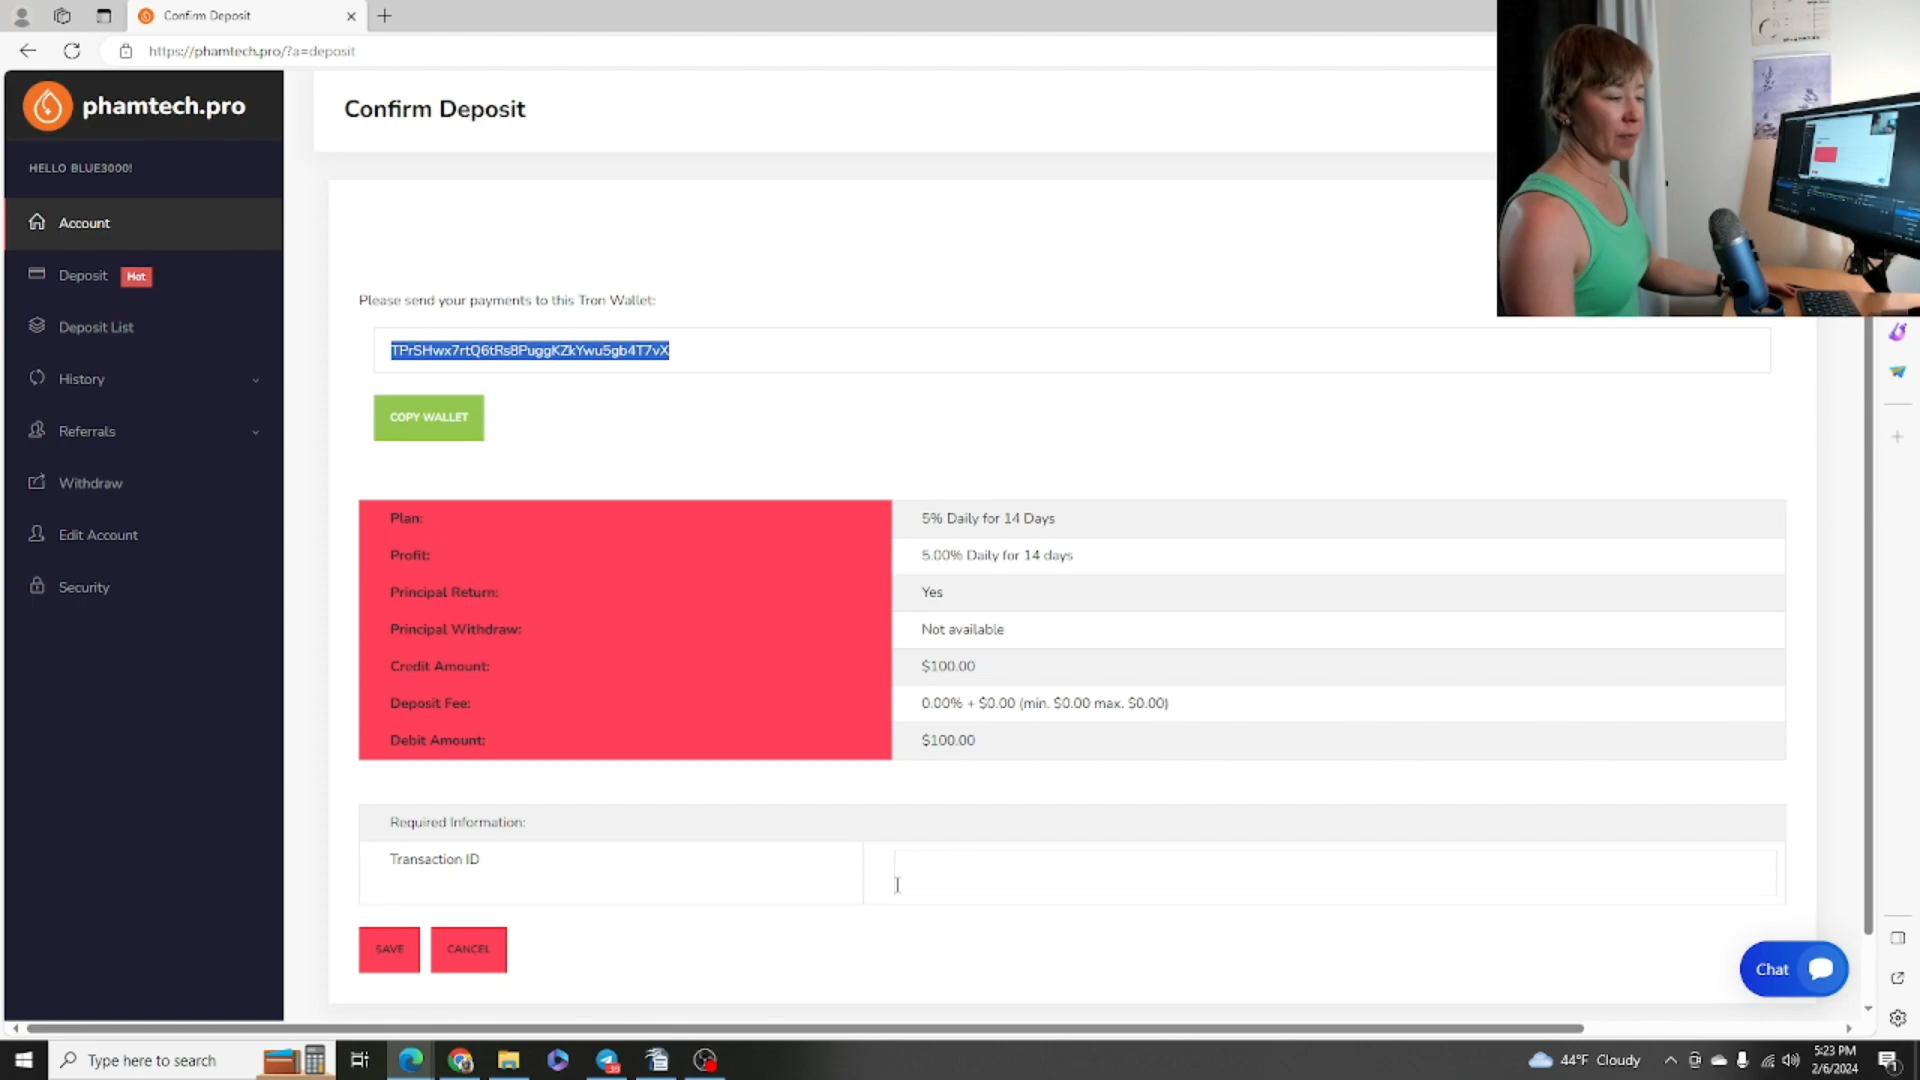 Confirm Deposit
https://phamtech.pro/?a=deposit
phamtech.pro
HELLO BLUE3000!
Account
Deposit Hot
Deposit List
History
Referrals
Withdraw
Edit Account
Security
Confirm Deposit
Please send your payments to this Tron Wallet:
TPrSHwx7rtQ6tRs8PuggKZkYwu5gb4T7vX
COPY WALLET
Plan: 5% Daily for 14 Days
Profit: 5.00% Daily for 14 days
Principal Return: Yes
Principal Withdraw: Not available
Credit Amount: $100.00
Deposit Fee: 0.00% + $0.00 (min. $0.00 max. $0.00)
Debit Amount: $100.00
Required Information:
Transaction ID
SAVE CANCEL
Chat
Type here to search
44°F Cloudy
5:23 PM
2/6/2024